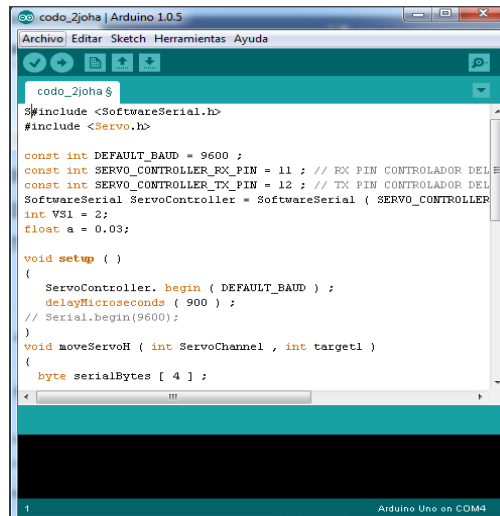 codo_2joha | Arduino 1.0.5
Archivo Editar Sketch Herramientas Ayuda
codo_2joha §
S#include <SoftwareSerial.h>
#include <Servo.h>
const int DEFAULT_BAUD = 9600 ;
const int SERVO_CONTROLLER_RX_PIN = 11 ; // RX PIN CONTROLADOR DEL
const int SERVO_CONTROLLER_TX_PIN = 12 ; // TX PIN CONTROLADOR DEL
SoftwareSerial ServoController = SoftwareSerial ( SERVO_CONTROLLER
int VS1 = 2;
float a = 0.03;
void setup ( )
{
ServoController. begin ( DEFAULT_BAUD ) ;
delayMicroseconds ( 900 ) ;
// Serial.begin(9600);
}
void moveServoH ( int ServoChannel , int target1 )
{
byte serialBytes [ 4 ] ;
1
Arduino Uno on COM4